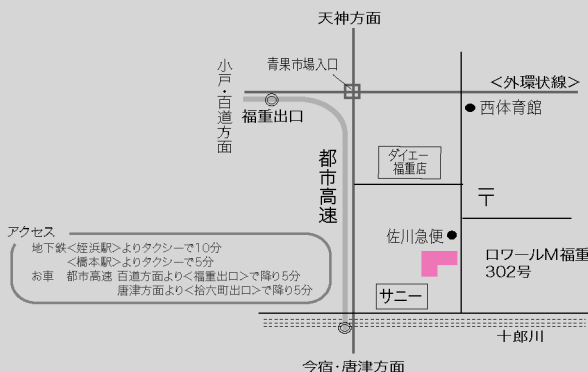 天神方面
青果市場入口
小戸・百道方面
<外環状線>
福重出口
西体育館
都市高速
ダイエー
福重店
〒
アクセス
地下鉄<姪浜駅>よりタクシーで10分
<橋本駅>よりタクシーで5分
お車 都市高速 百道方面より<福重出口>で降り5分
唐津方面より<拾六町出口>で降り5分
佐川急便
ロワールM福重
302号
サニー
十郎川
今宿・唐津方面